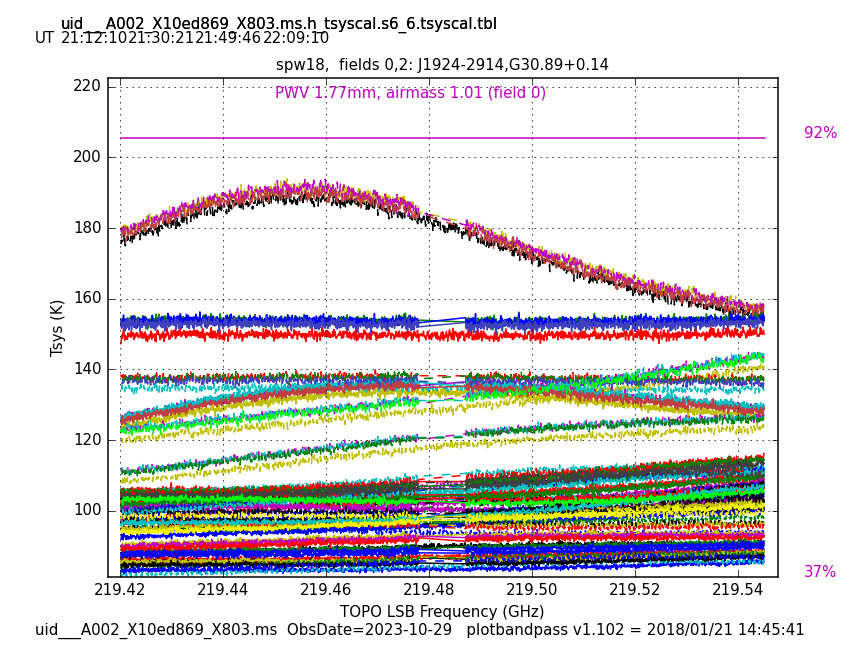 uid___A002_X10ed869_X803.ms.h_tsyscal.s6_6.tsyscal.tbl
UT 21:12:10 21:30:21 21:49:46 22:09:10
spw18, fields 0,2: J1924-2914,G30.89+0.14
PWV 1.77mm, airmass 1.01 (field 0)
92%
220
200
180
160
140
120
100
Tsys (K)
37%
219.42 219.44 219.46 219.48 219.50 219.52 219.54
TOPO LSB Frequency (GHz)
uid___A002_X10ed869_X803.ms ObsDate=2023-10-29 plotbandpass v1.102 = 2018/01/21 14:45:41